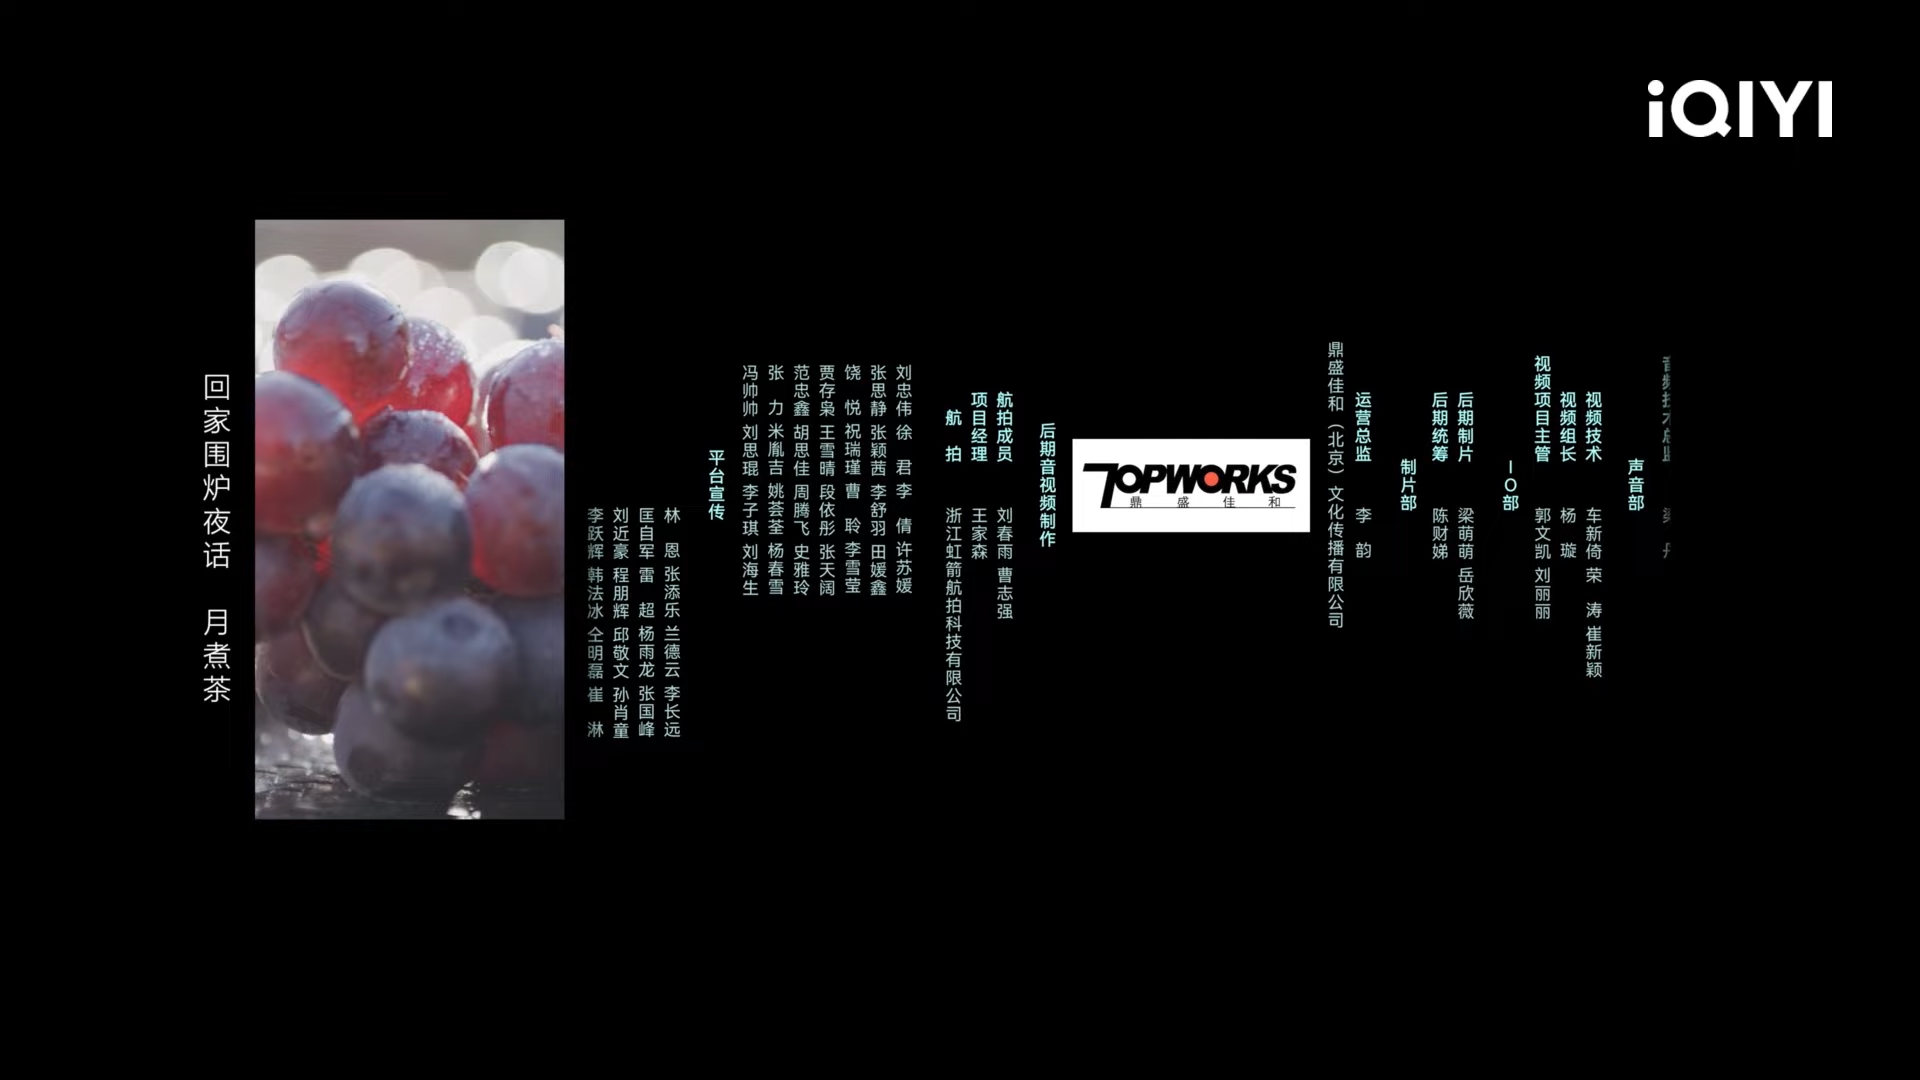 iQIYI
回家围炉夜话 月煮茶
李跃辉 韩法冰 仝明磊 崔淋
刘近豪 程朋辉 邱敬文 孙肖童
匡自军 雷超 杨雨龙 张国峰
林恩 张添乐 兰德云 李长远
平台宣传
冯帅帅 刘思琨 李子琪 刘海生
张力 米胤吉 姚荟荃 杨春雪
范忠鑫 胡思佳 周腾飞 史雅玲
贾存枭 王雪晴 段依彤 张天阔
饶悦 祝瑞瑾 曹聆 李雪莹
张思静 张颖茜 李舒羽 田媛鑫
刘忠伟 徐君 李倩 许苏媛
航拍 浙江虹箭航拍科技有限公司
项目经理 王家森
航拍成员 刘春雨 曹志强
后期音视频制作
TOPWORKS
鼎盛佳和
鼎盛佳和（北京）文化传播有限公司
运营总监 李韵
制片部
后期统筹 陈财娣
后期制片 梁萌萌 岳欣薇
IO部
视频项目主管 郭文凯 刘丽丽
视频组长 杨璇
视频技术 车新倚 荣涛 崔新颖
声音部